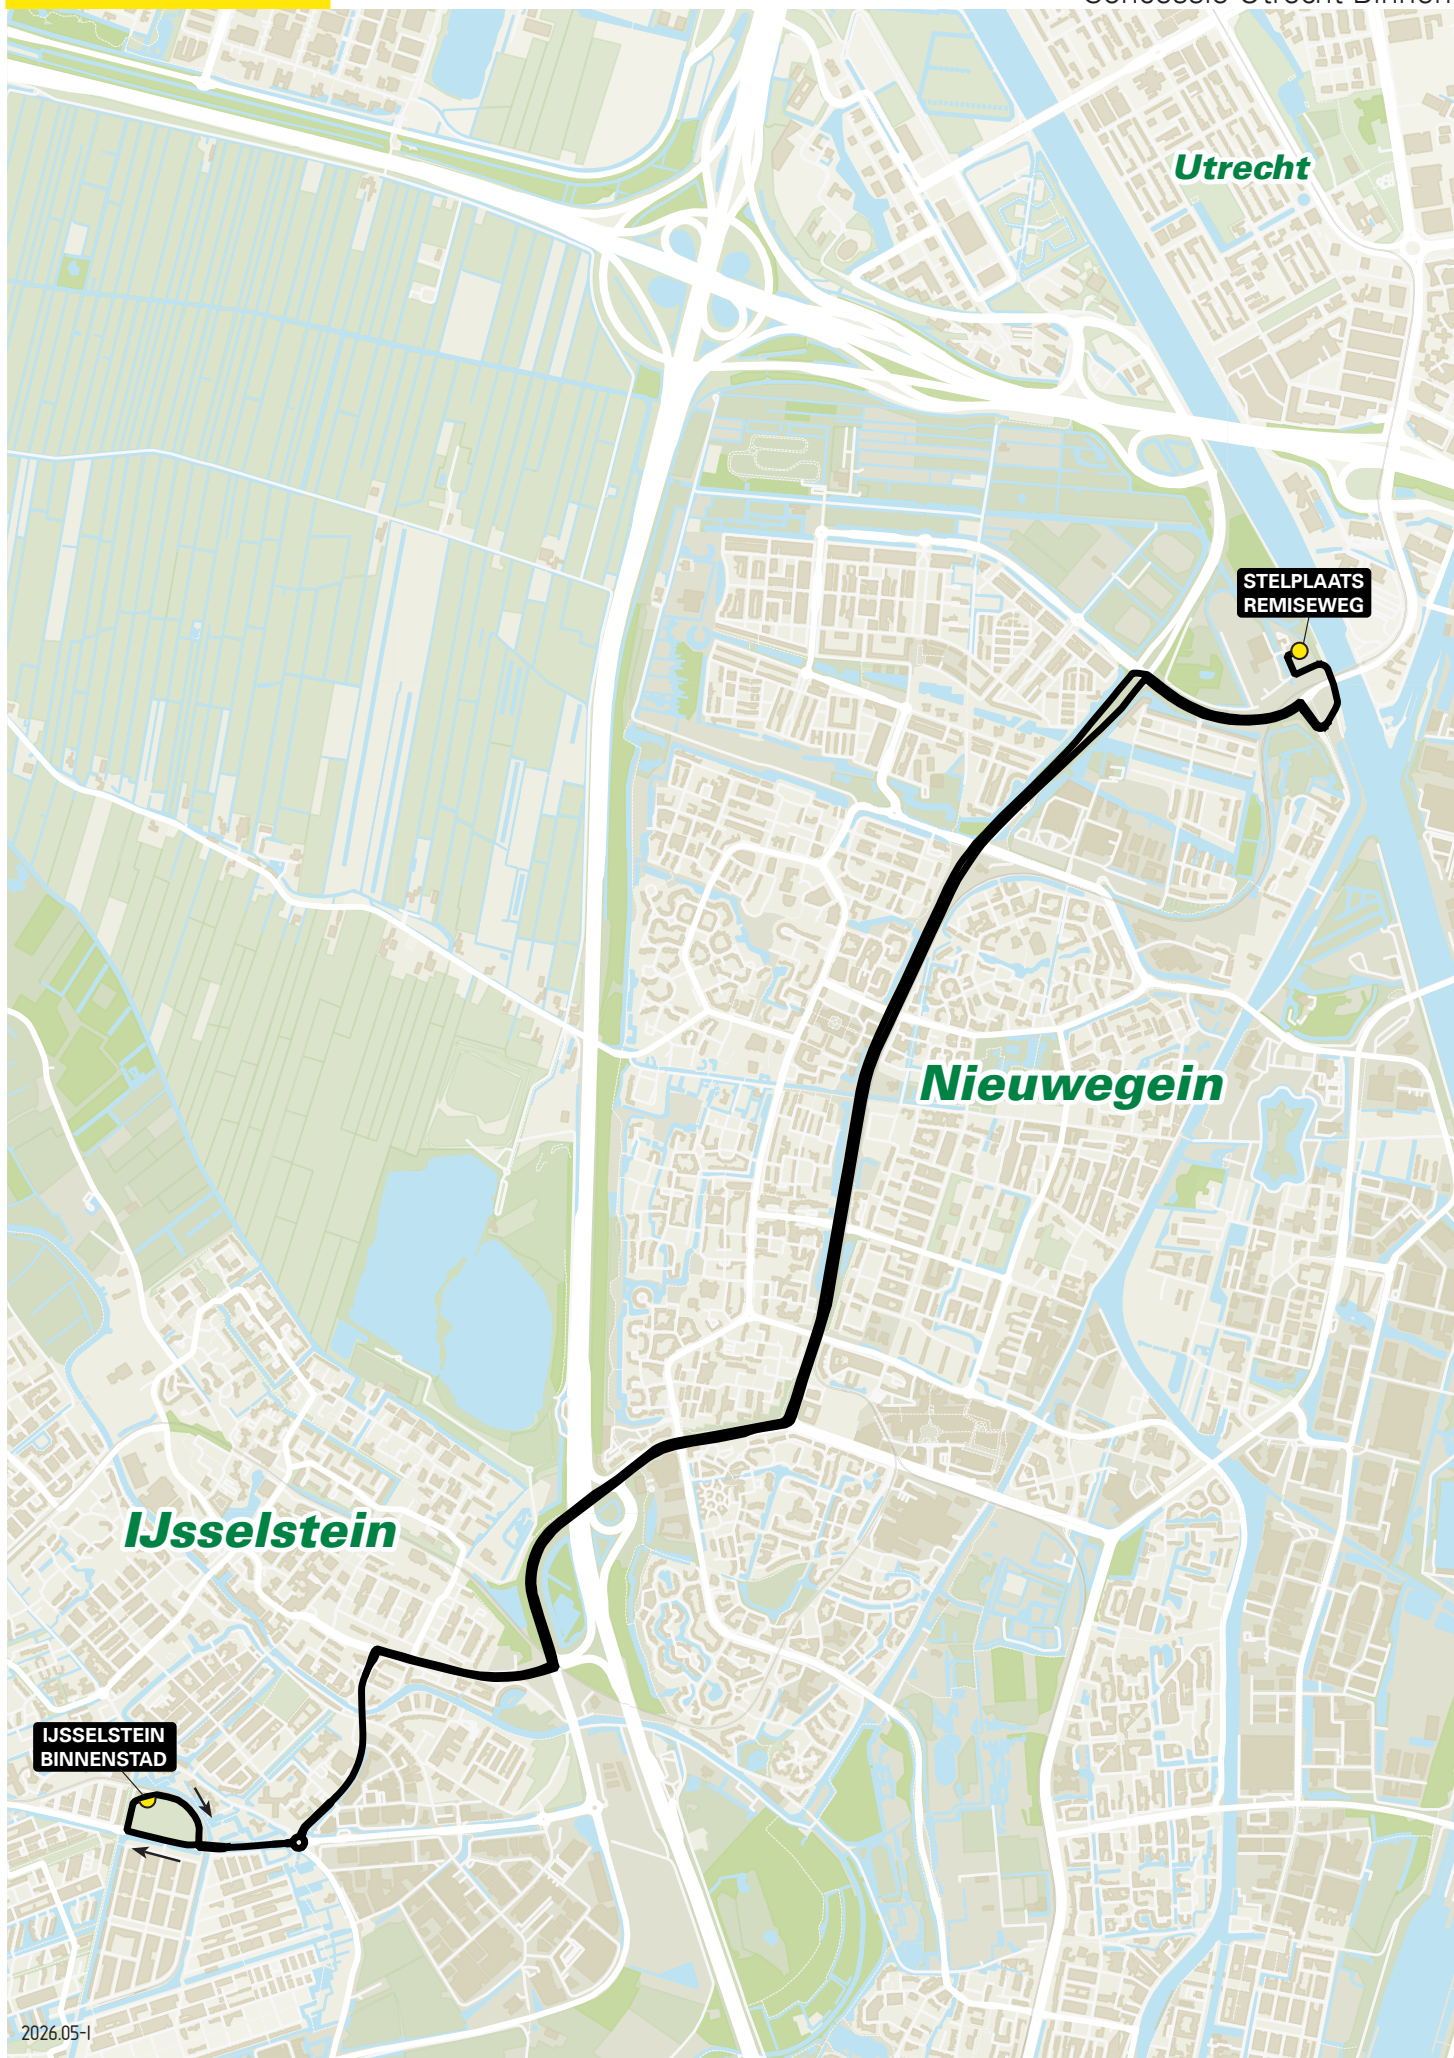 Utrecht
STELPLAATS
REMISEWEG
Nieuwegein
IJsselstein
IJSSELSTEIN
BINNENSTAD
2026.05-I